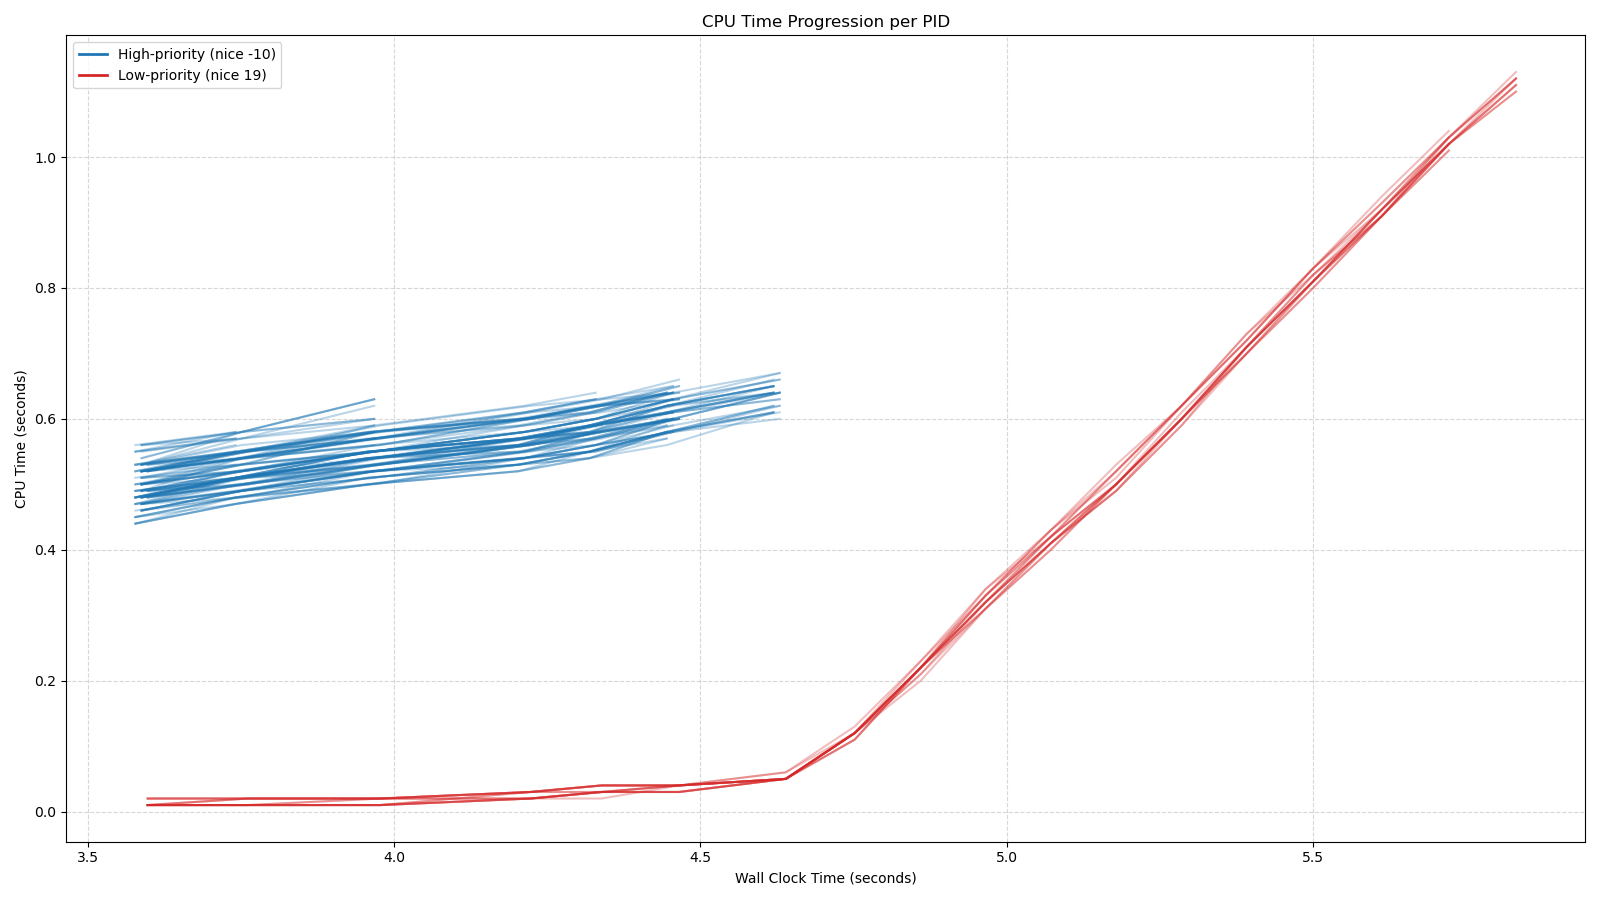 CPU Time Progression per PID
High-priority (nice -10)
Low-priority (nice 19)
CPU Time (seconds)
1.0
0.8
0.6
0.4
0.2
0.0
3.5 4.0 4.5 5.0 5.5
Wall Clock Time (seconds)